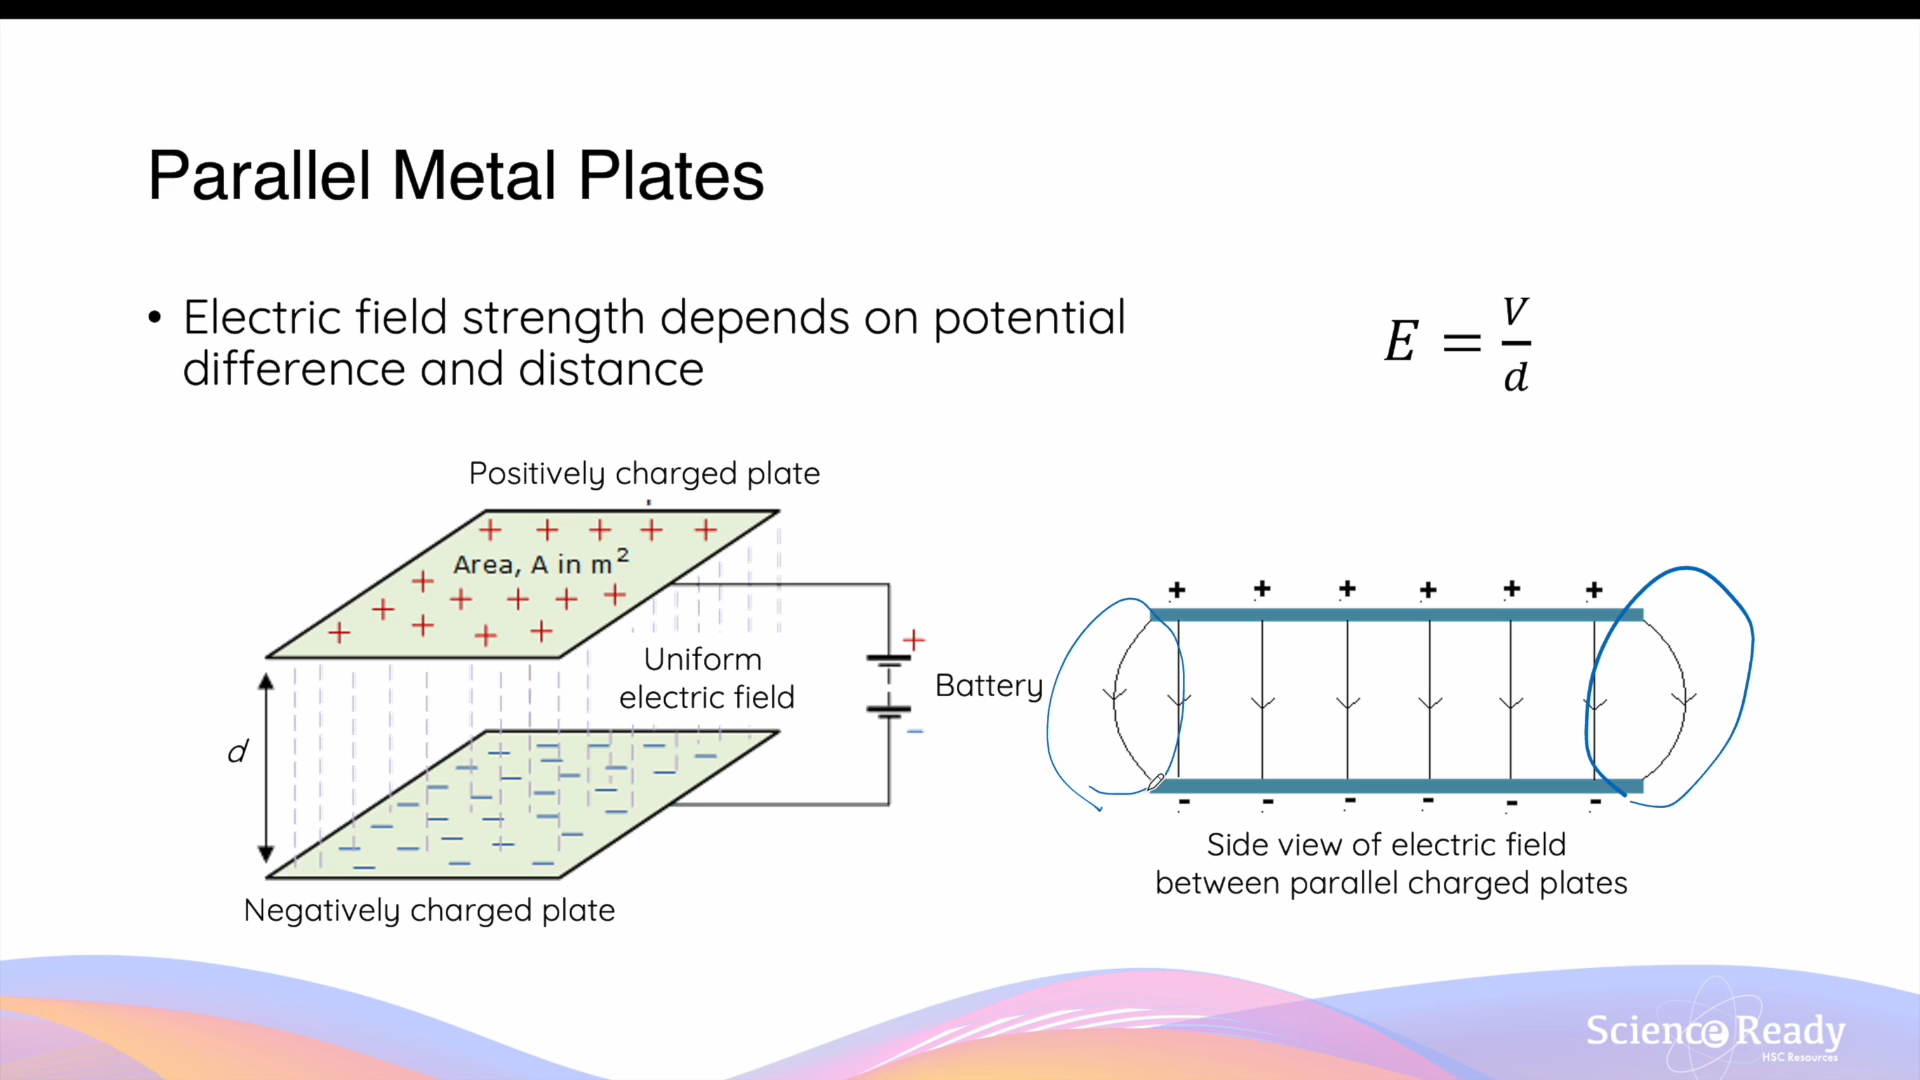 Parallel Metal Plates
• Electric field strength depends on potential
difference and distance
E = V/d
Positively charged plate
+ + + + +
Area, A in m²
+ + + + + + + + + + +
Uniform
electric field
d
+
Battery
−
Negatively charged plate
+ + + + + +
- - - - - -
Side view of electric field
between parallel charged plates
Science Ready
HSC Resources